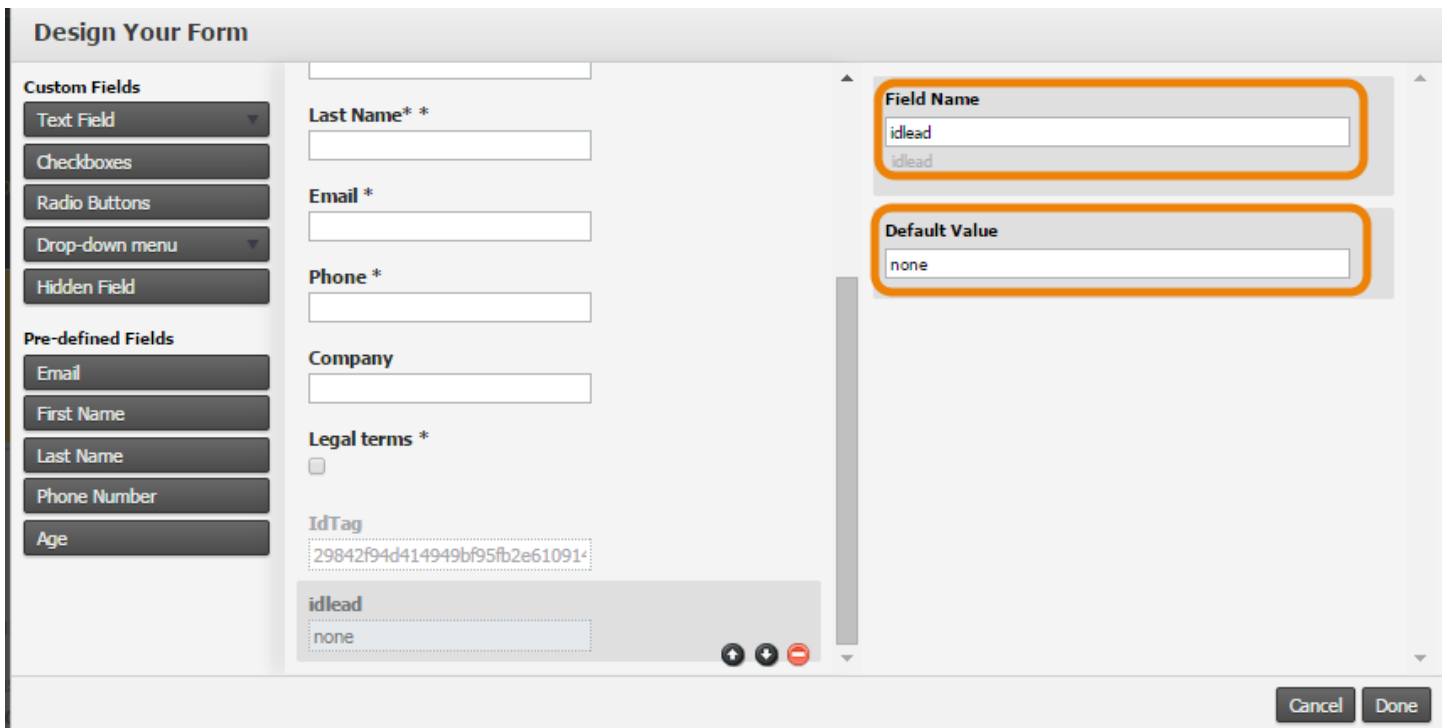 Design Your Form
Custom Fields
Text Field
Checkboxes
Radio Buttons
Drop-down menu
Hidden Field
Pre-defined Fields
Email
First Name
Last Name
Phone Number
Age
Last Name* *
Email *
Phone *
Company
Legal terms *
IdTag
29842f94d414949bf95fb2e610914
idlead
none
Field Name
idlead
idlead
Default Value
none
Cancel
Done